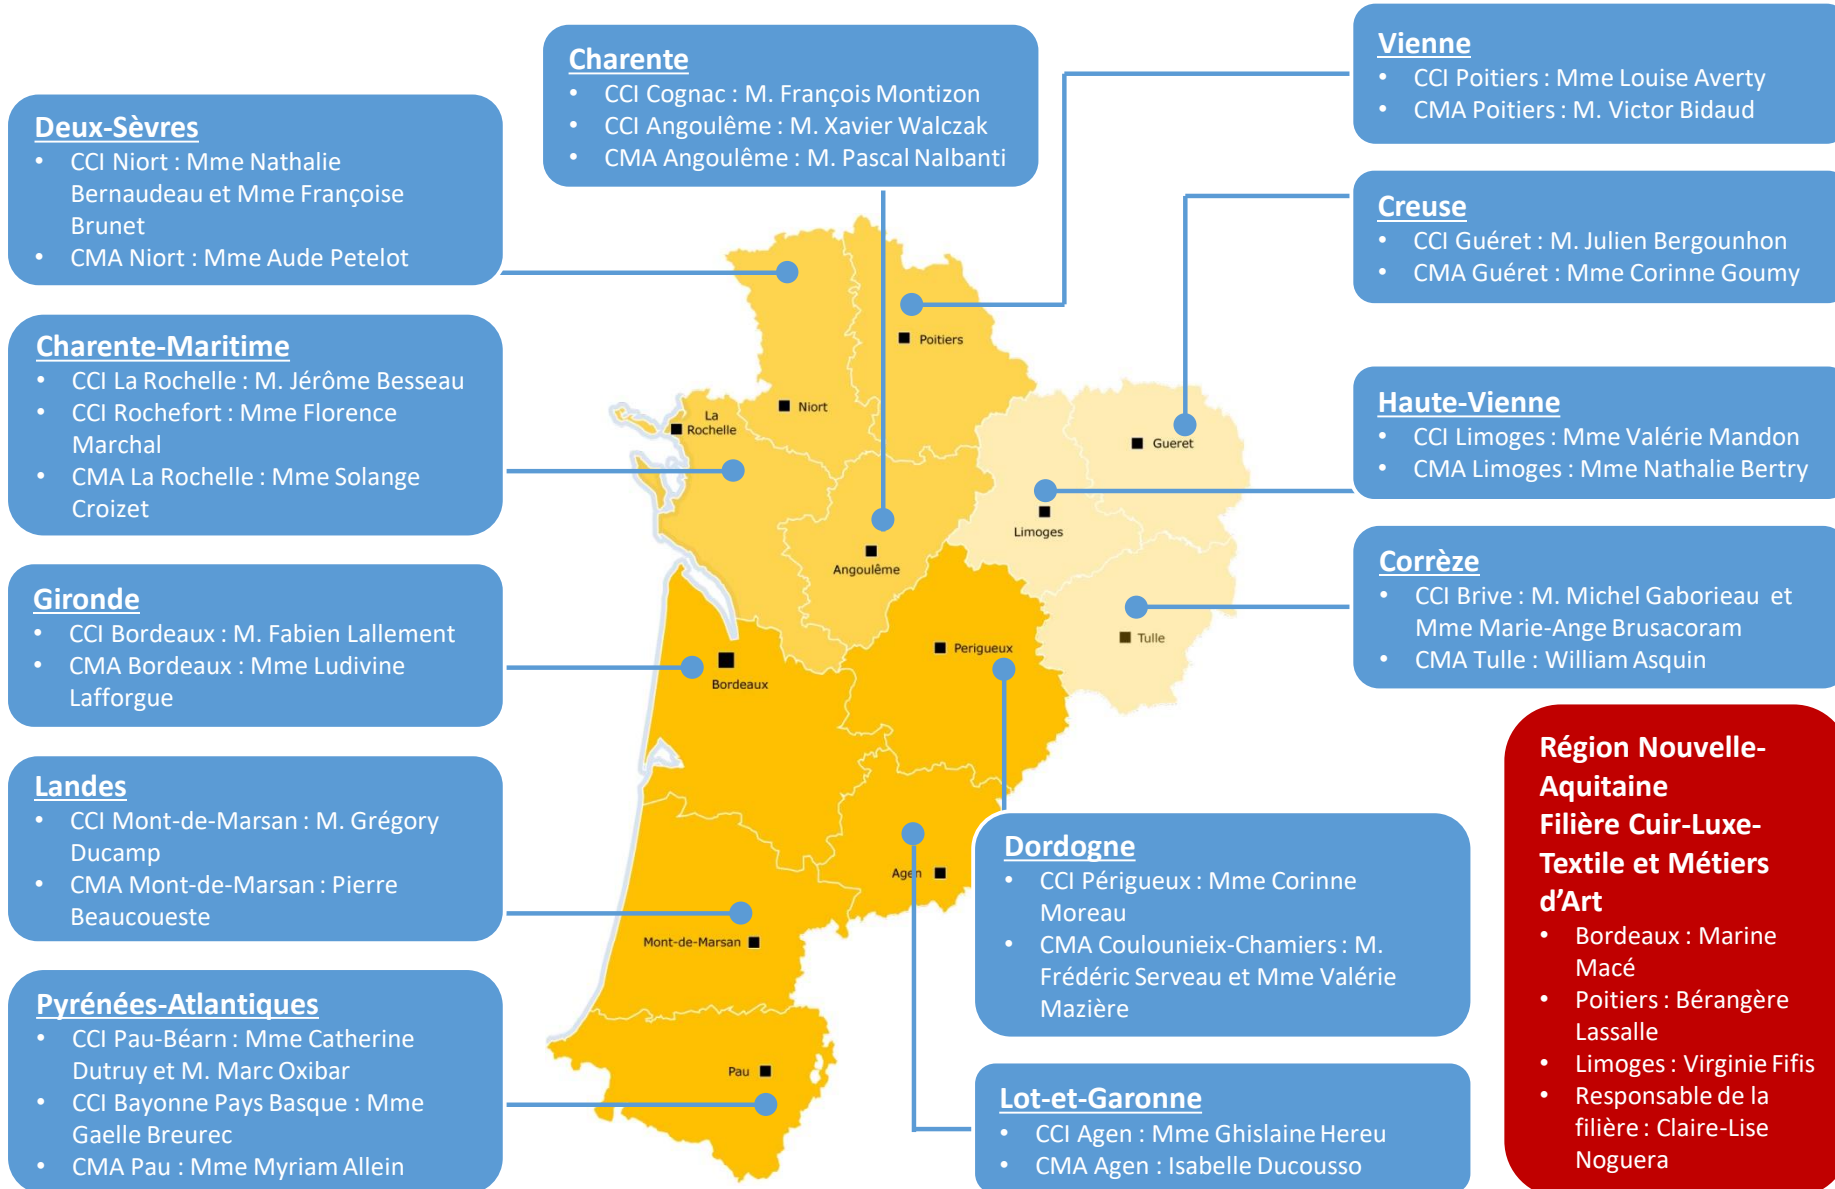 Charente
• CCI Cognac : M. François Montizon
• CCI Angoulême : M. Xavier Walczak
• CMA Angoulême : M. Pascal Nalbanti
Vienne
• CCI Poitiers : Mme Louise Averty
• CMA Poitiers : M. Victor Bidaud
Deux-Sèvres
• CCI Niort : Mme Nathalie
Bernaudeau et Mme Françoise
Brunet
• CMA Niort : Mme Aude Petelot
Creuse
• CCI Guéret : M. Julien Bergounhon
• CMA Guéret : Mme Corinne Goumy
Charente-Maritime
• CCI La Rochelle : M. Jérôme Besseau
• CCI Rochefort : Mme Florence
Marchal
• CMA La Rochelle : Mme Solange
Croizet
Haute-Vienne
• CCI Limoges : Mme Valérie Mandon
• CMA Limoges : Mme Nathalie Bertry
Corrèze
• CCI Brive : M. Michel Gaborieau et
Mme Marie-Ange Brusacoram
• CMA Tulle : William Asquin
Gironde
• CCI Bordeaux : M. Fabien Lallement
• CMA Bordeaux : Mme Ludivine
Lafforgue
Landes
• CCI Mont-de-Marsan : M. Grégory
Ducamp
• CMA Mont-de-Marsan : Pierre
Beaucoueste
Pyrénées-Atlantiques
• CCI Pau-Béarn : Mme Catherine
Dutruy et M. Marc Oxibar
• CCI Bayonne Pays Basque : Mme
Gaelle Breurec
• CMA Pau : Mme Myriam Allein
Dordogne
• CCI Périgueux : Mme Corinne
Moreau
• CMA Coulounieix-Chamiers : M.
Frédéric Serveau et Mme Valérie
Mazière
Lot-et-Garonne
• CCI Agen : Mme Ghislaine Hereu
• CMA Agen : Isabelle Ducousso
Région Nouvelle-
Aquitaine
Filière Cuir-Luxe-
Textile et Métiers
d’Art
• Bordeaux : Marine
Macé
• Poitiers : Bérangère
Lassalle
• Limoges : Virginie Fifis
• Responsable de la
filière : Claire-Lise
Noguera
Poitiers
Niort
La
Rochelle
Gueret
Limoges
Angoulême
Tulle
Perigueux
Bordeaux
Agen
Mont-de-Marsan
Pau